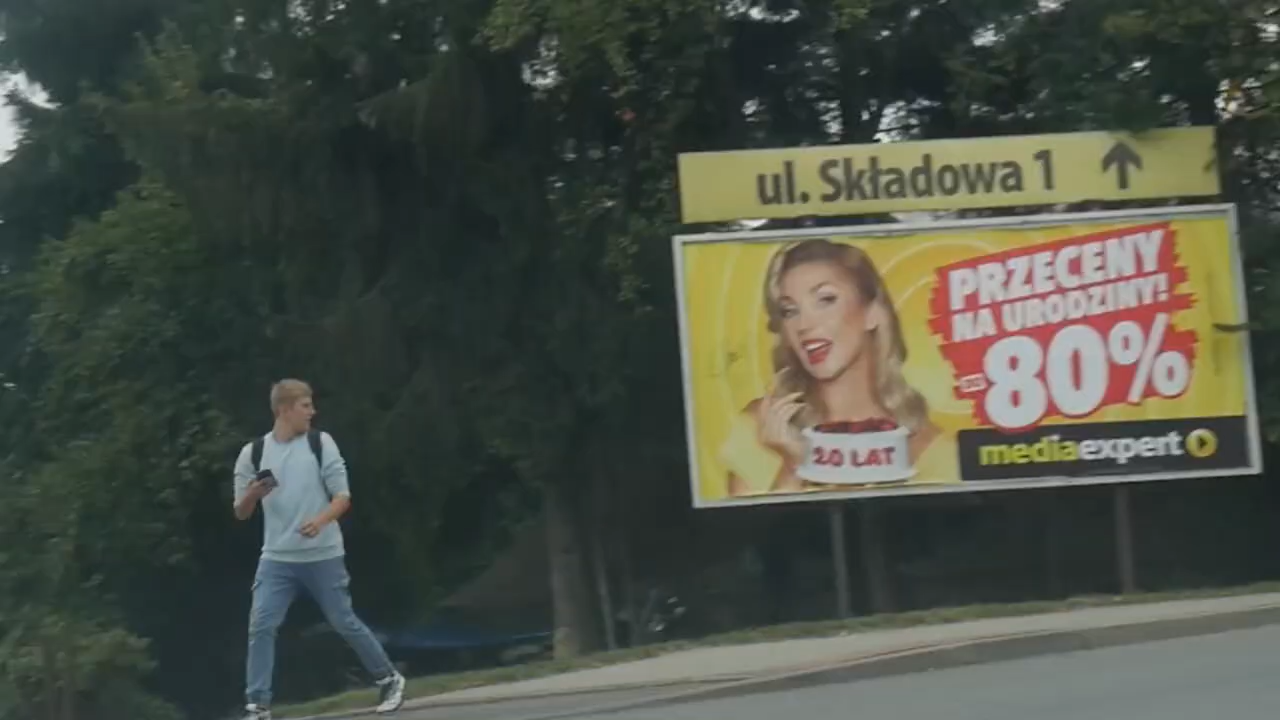 ul. Składowa 1
PRZECENY
NA URODZINY!
DO 80%
20 LAT
mediaexpert